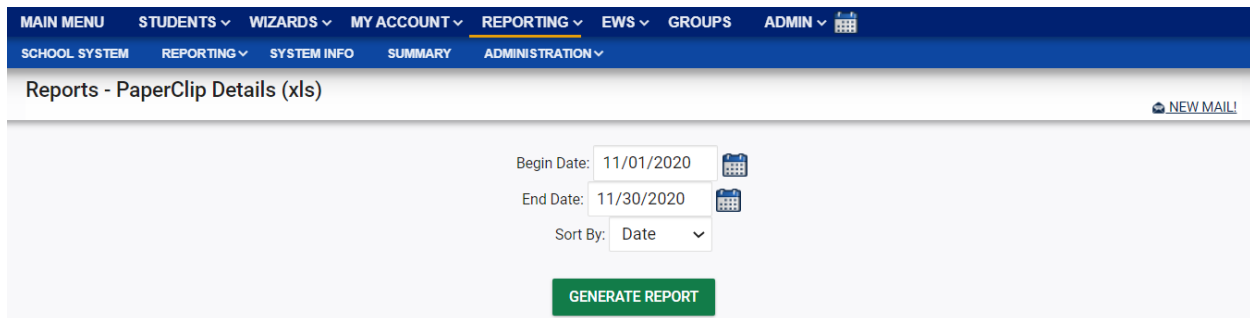 MAIN MENU STUDENTS WIZARDS MY ACCOUNT REPORTING EWS GROUPS ADMIN
SCHOOL SYSTEM REPORTING SYSTEM INFO SUMMARY ADMINISTRATION
Reports - PaperClip Details (xls)
NEW MAIL!
Begin Date: 11/01/2020
End Date: 11/30/2020
Sort By: Date
GENERATE REPORT